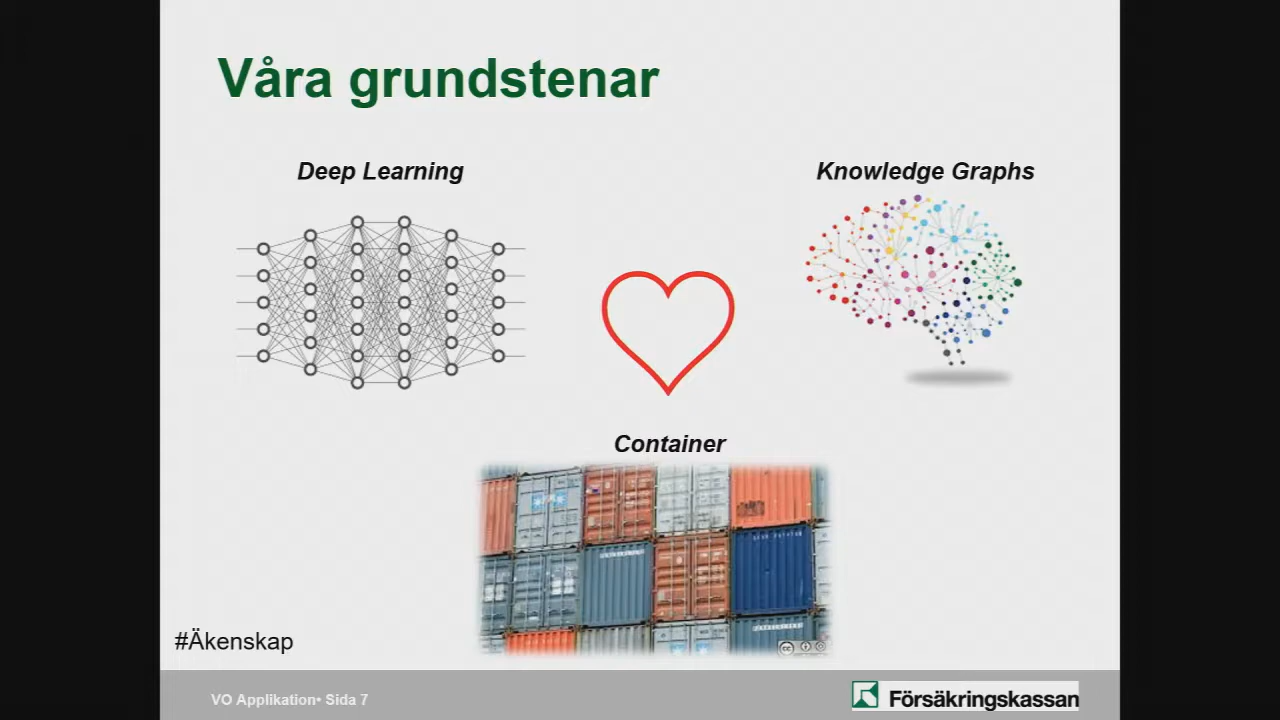 Våra grundstenar
Deep Learning
Knowledge Graphs
Container
#Äkenskap
VO Applikation• Sida 7
Försäkringskassan